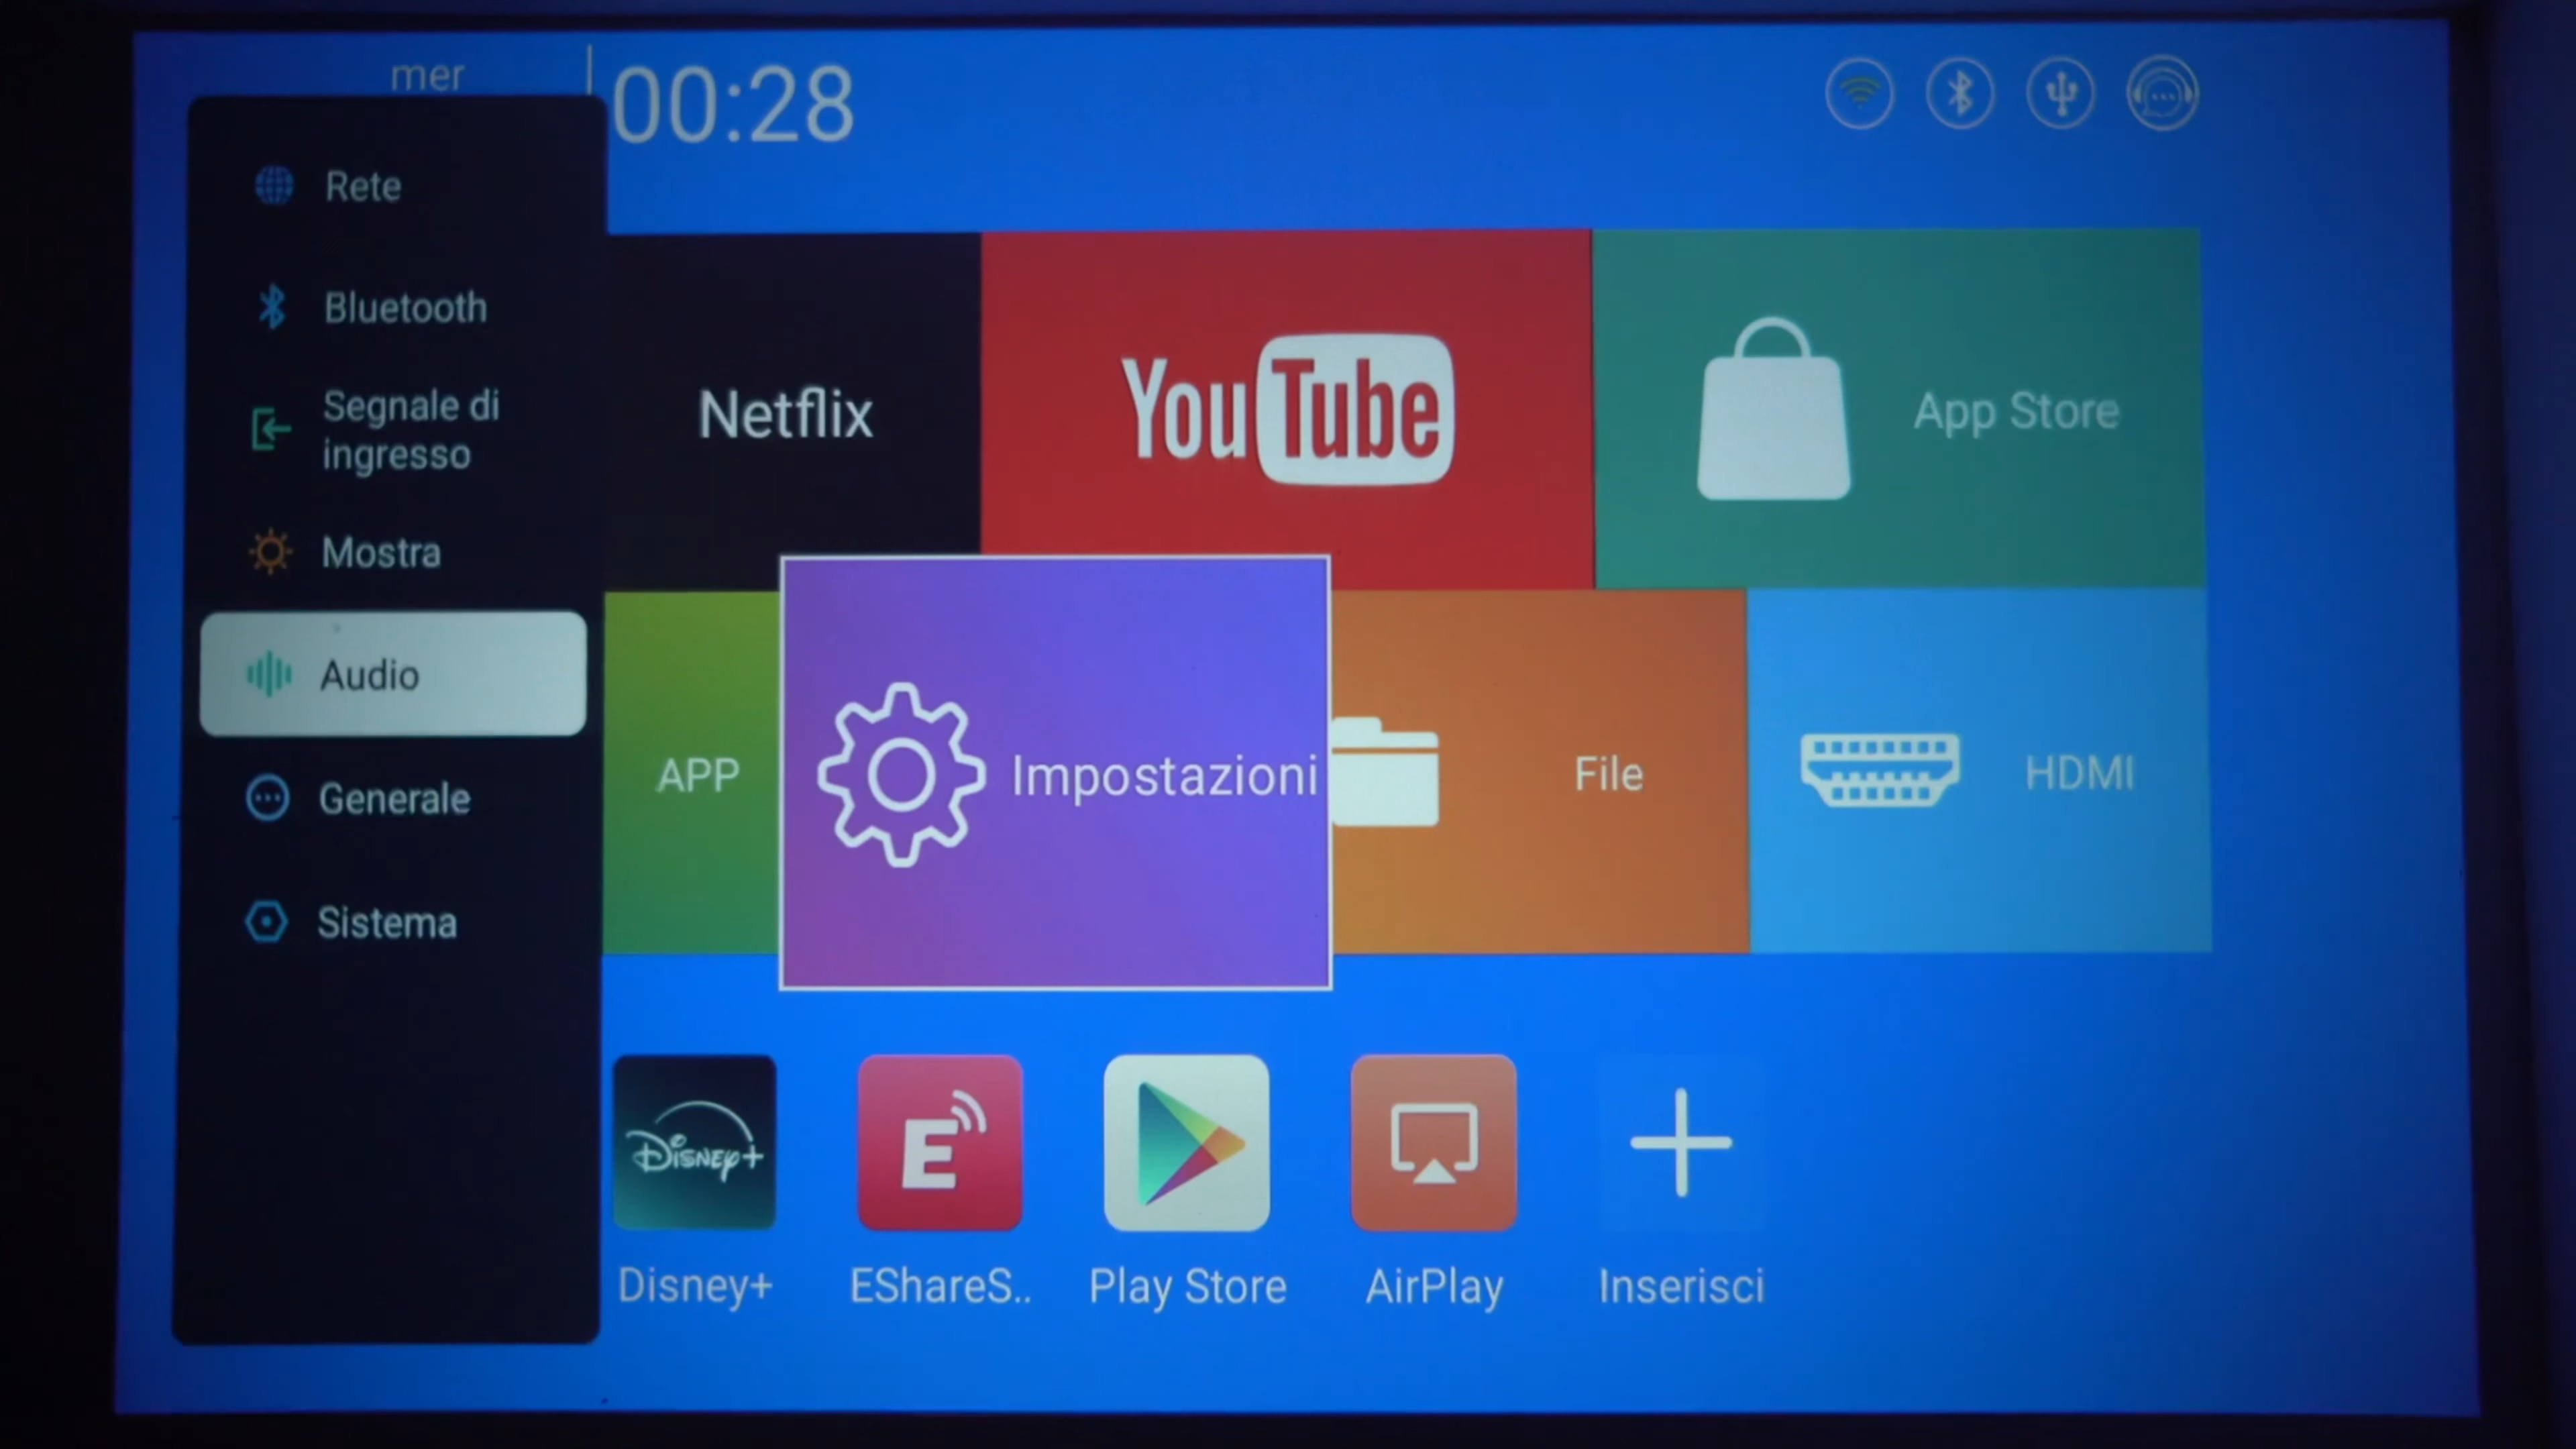 mer
00:28
Rete
Bluetooth
Segnale di
ingresso
Mostra
Audio
Generale
Sistema
Netflix
YouTube
App Store
APP
Impostazioni
File
HDMI
Disney+
E
Disney+
EShareS..
Play Store
AirPlay
Inserisci